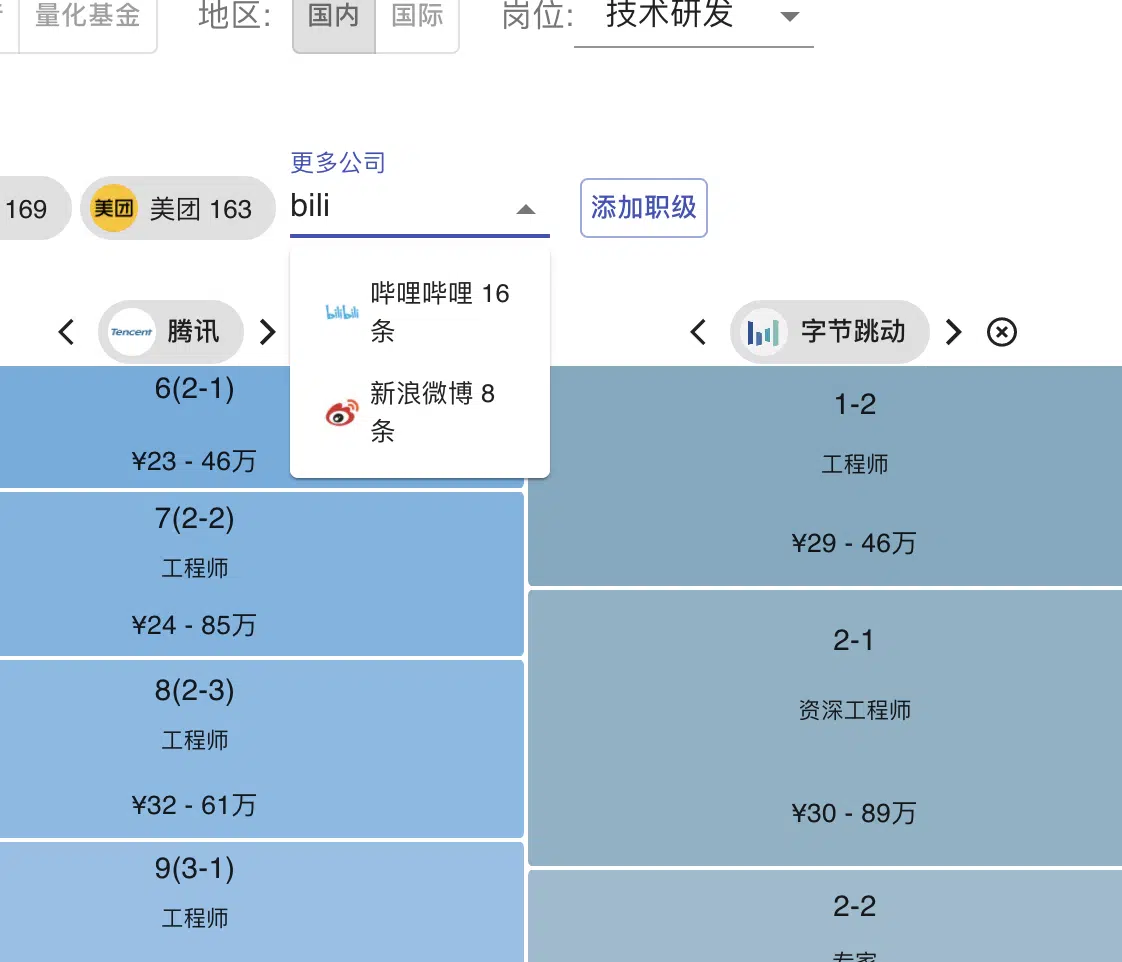 量化基金
地区:
国内
国际
岗位:
技术研发
更多公司
169
美团
美团 163
bili
添加职级
哔哩哔哩 16
条
bilibili
新浪微博 8
条
Tencent
腾讯
字节跳动
6(2-1)
¥23 - 46万
7(2-2)
工程师
¥24 - 85万
8(2-3)
工程师
¥32 - 61万
9(3-1)
工程师
1-2
工程师
¥29 - 46万
2-1
资深工程师
¥30 - 89万
2-2
专家